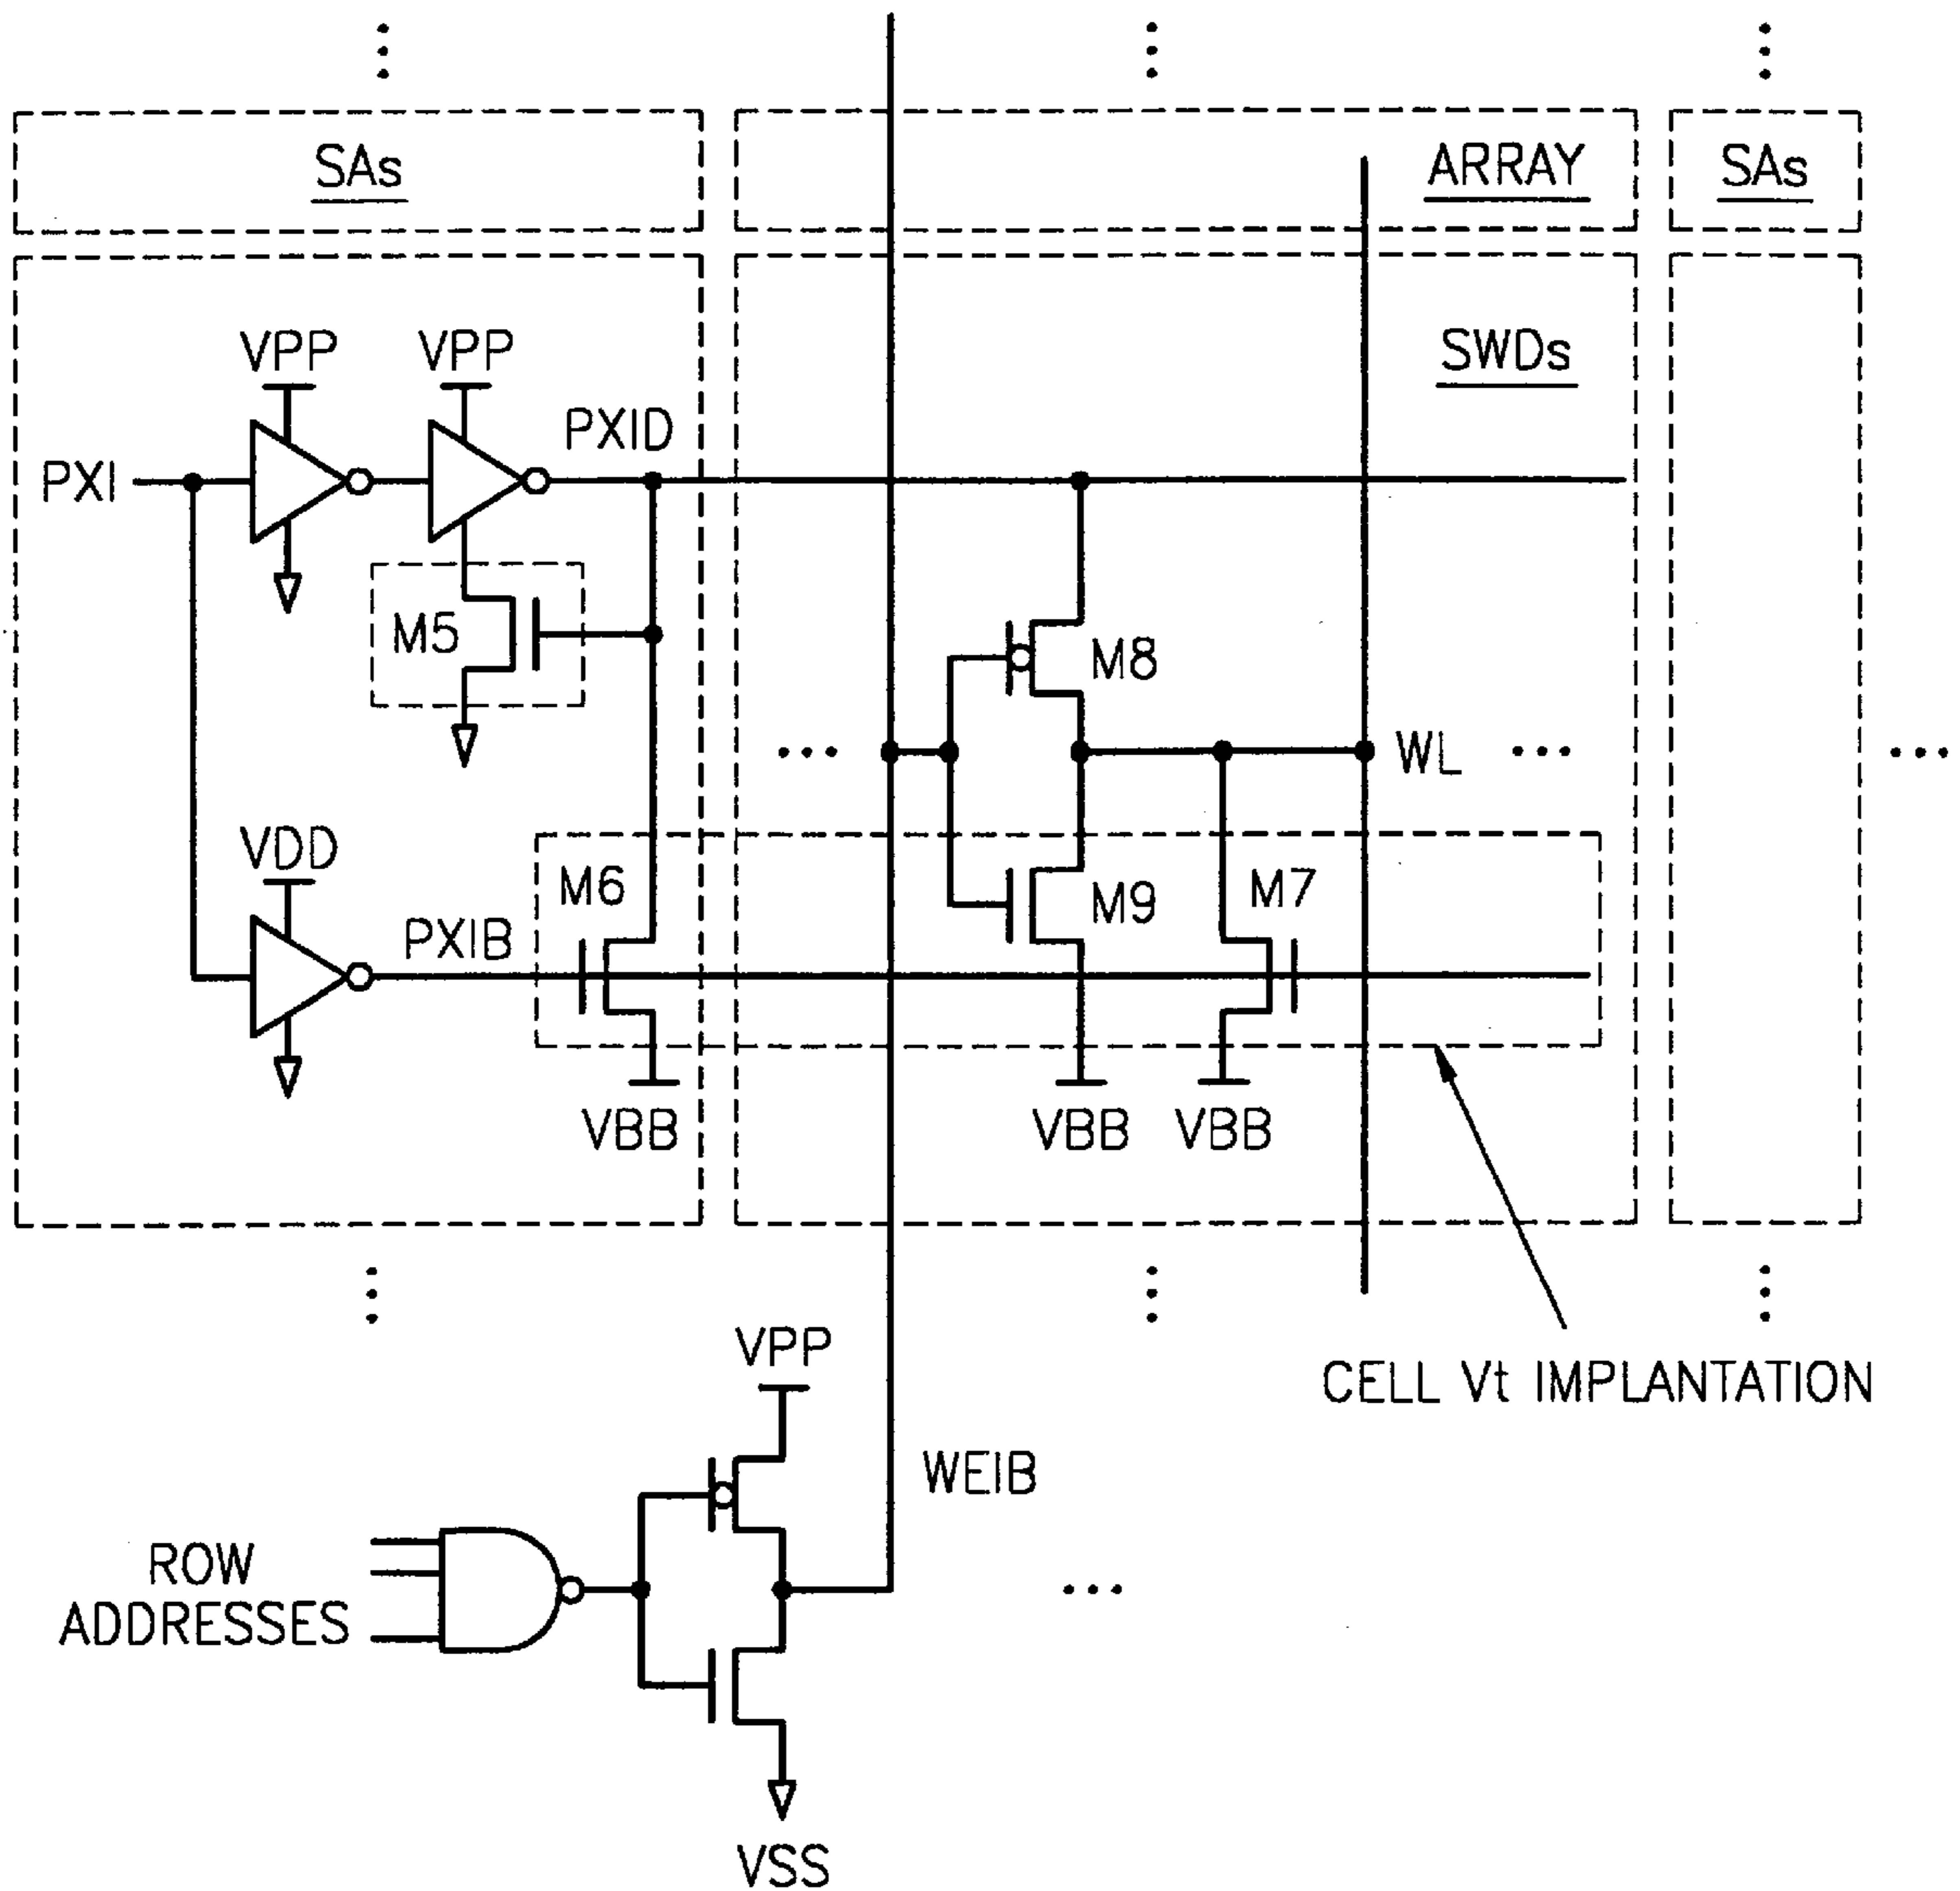 SAs
ARRAY
SAs
SWDs
VPP
VPP
PXID
PXI
M5
M8
WL
VDD
M6
M9
M7
PXIB
VBB
VBB
VBB
VPP
CELL Vt IMPLANTATION
WEIB
ROW
ADDRESSES
VSS